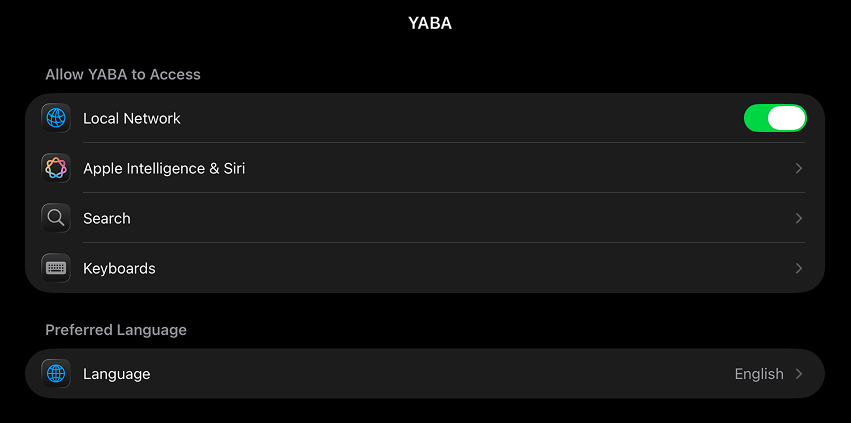 YABA
Allow YABA to Access
Local Network
Apple Intelligence & Siri
Search
Keyboards
Preferred Language
Language English